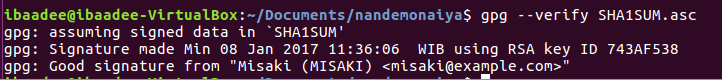 ibaadee@ibaadee-VirtualBox:~/Documents/nandemonaiya$ gpg --verify SHA1SUM.asc
gpg: assuming signed data in `SHA1SUM'
gpg: Signature made Min 08 Jan 2017 11:36:06  WIB using RSA key ID 743AF538
gpg: Good signature from "Misaki (MISAKI) <misaki@example.com>"